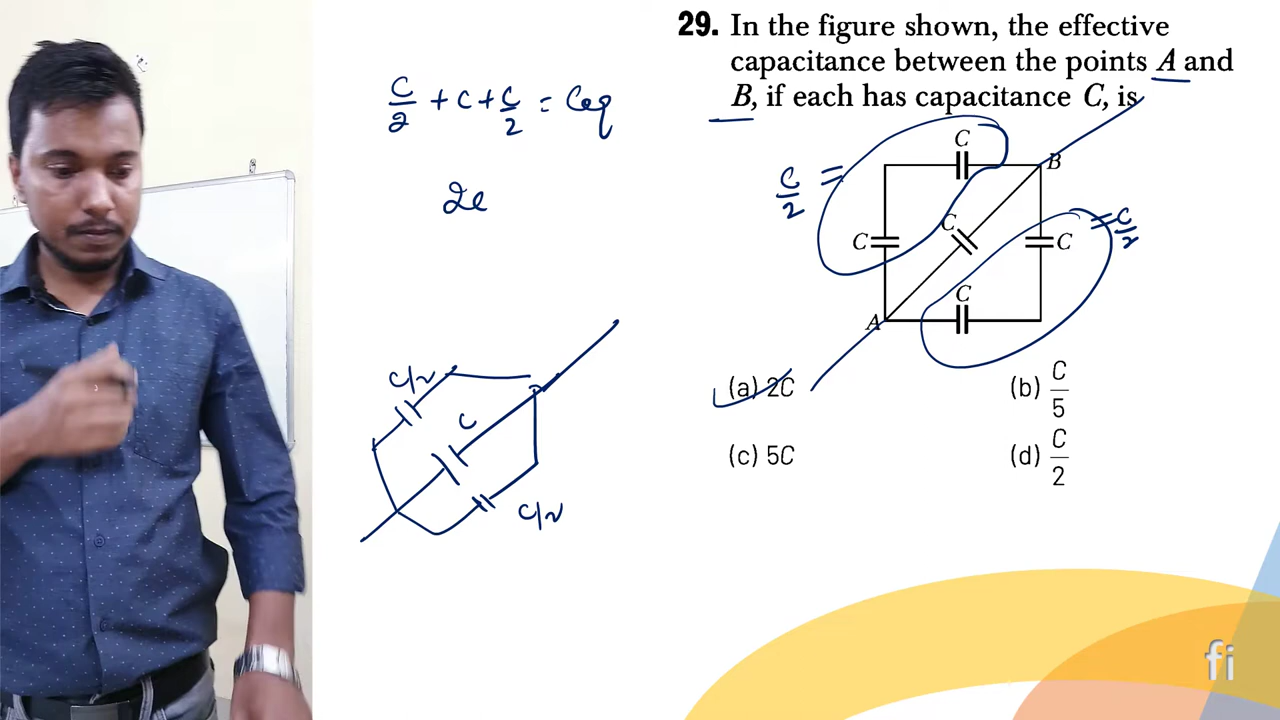 29. In the figure shown, the effective
capacitance between the points A and
B, if each has capacitance C, is
C/2 + C + C/2 = Ceq
2C
C
B
C/2 =
C
C
C
= C/2
C
A
(a) 2C
(b) C/5
(c) 5C
(d) C/2
C/2
C
C/2
fi